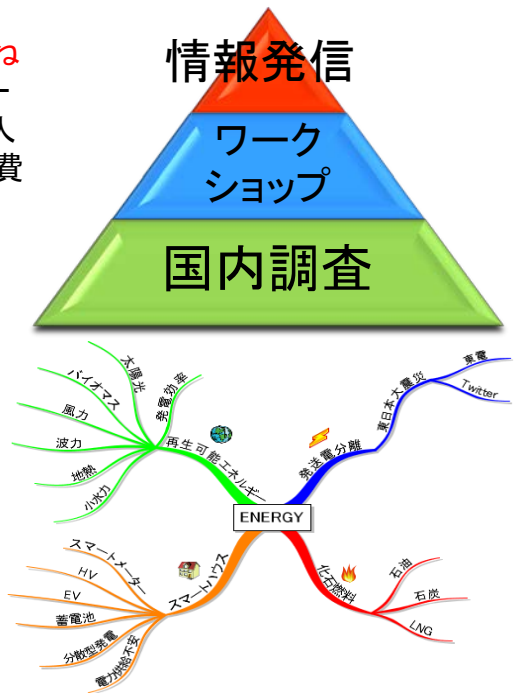 ね
ー
人
費
情報発信
ワーク
ショップ
国内調査
太陽光
発電効率
バイオマス
風力
波力
地熱
小水力
再生可能エネルギー
東電
Twitter
東日本大震災
発送電分離
ENERGY
スマートハウス
スマートメーター
HV
EV
蓄電池
分散型発電
電力供給不安
化石燃料
石油
石炭
LNG